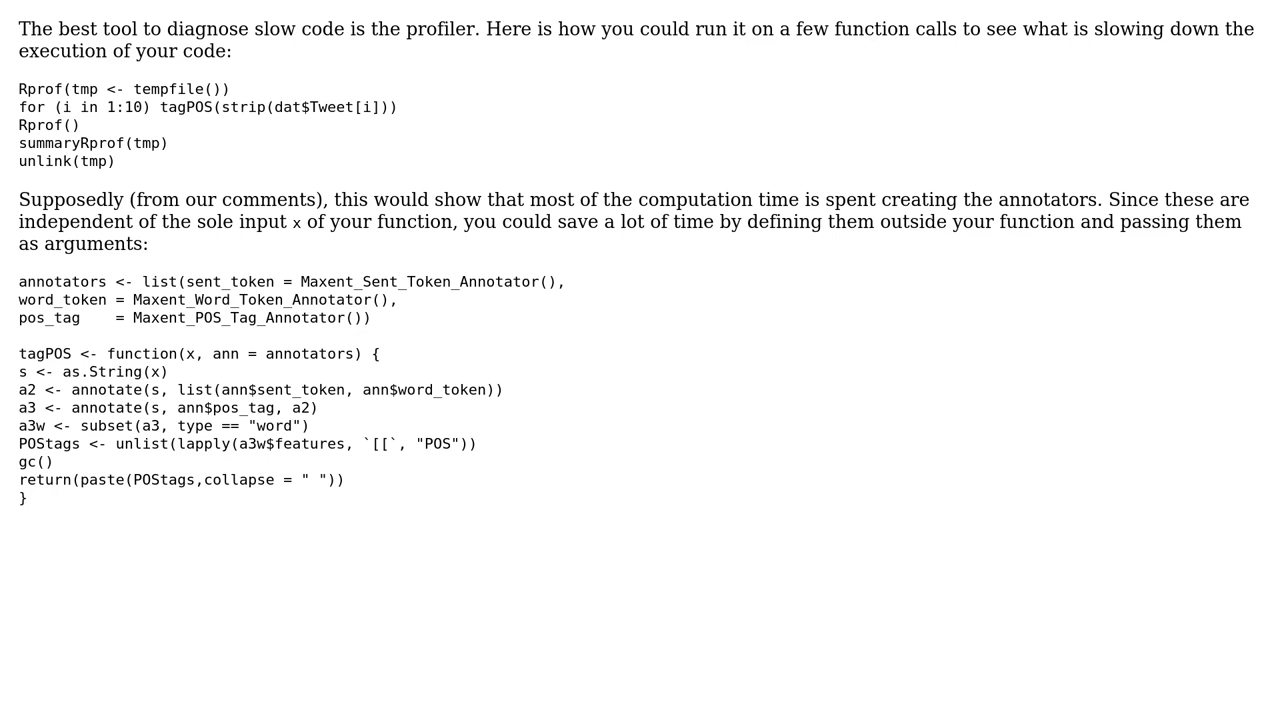 The best tool to diagnose slow code is the profiler. Here is how you could run it on a few function calls to see what is slowing down the
execution of your code:
Rprof(tmp <- tempfile())
for (i in 1:10) tagPOS(strip(dat$Tweet[i]))
Rprof()
summaryRprof(tmp)
unlink(tmp)
Supposedly (from our comments), this would show that most of the computation time is spent creating the annotators. Since these are
independent of the sole input x of your function, you could save a lot of time by defining them outside your function and passing them
as arguments:
annotators <- list(sent_token = Maxent_Sent_Token_Annotator(),
word_token = Maxent_Word_Token_Annotator(),
pos_tag    = Maxent_POS_Tag_Annotator())
tagPOS <- function(x, ann = annotators) {
s <- as.String(x)
a2 <- annotate(s, list(ann$sent_token, ann$word_token))
a3 <- annotate(s, ann$pos_tag, a2)
a3w <- subset(a3, type == "word")
POStags <- unlist(lapply(a3w$features, `[[`, "POS"))
gc()
return(paste(POStags,collapse = " "))
}